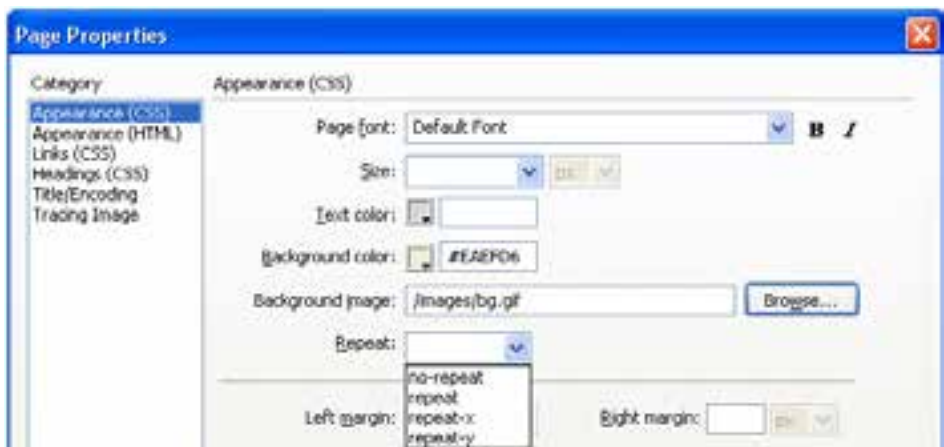 Page Properties
Category
Appearance (CSS)
Appearance (HTML)
Links (CSS)
Headings (CSS)
Title/Encoding
Tracing Image
Appearance (CSS)
Page font: Default Font B I
Size: px
Text color:
Background color: #EAEFD6
Background image: /images/bg.gif Browse...
Repeat:
no-repeat
repeat
repeat-x
repeat-y
Left margin:
Right margin: px